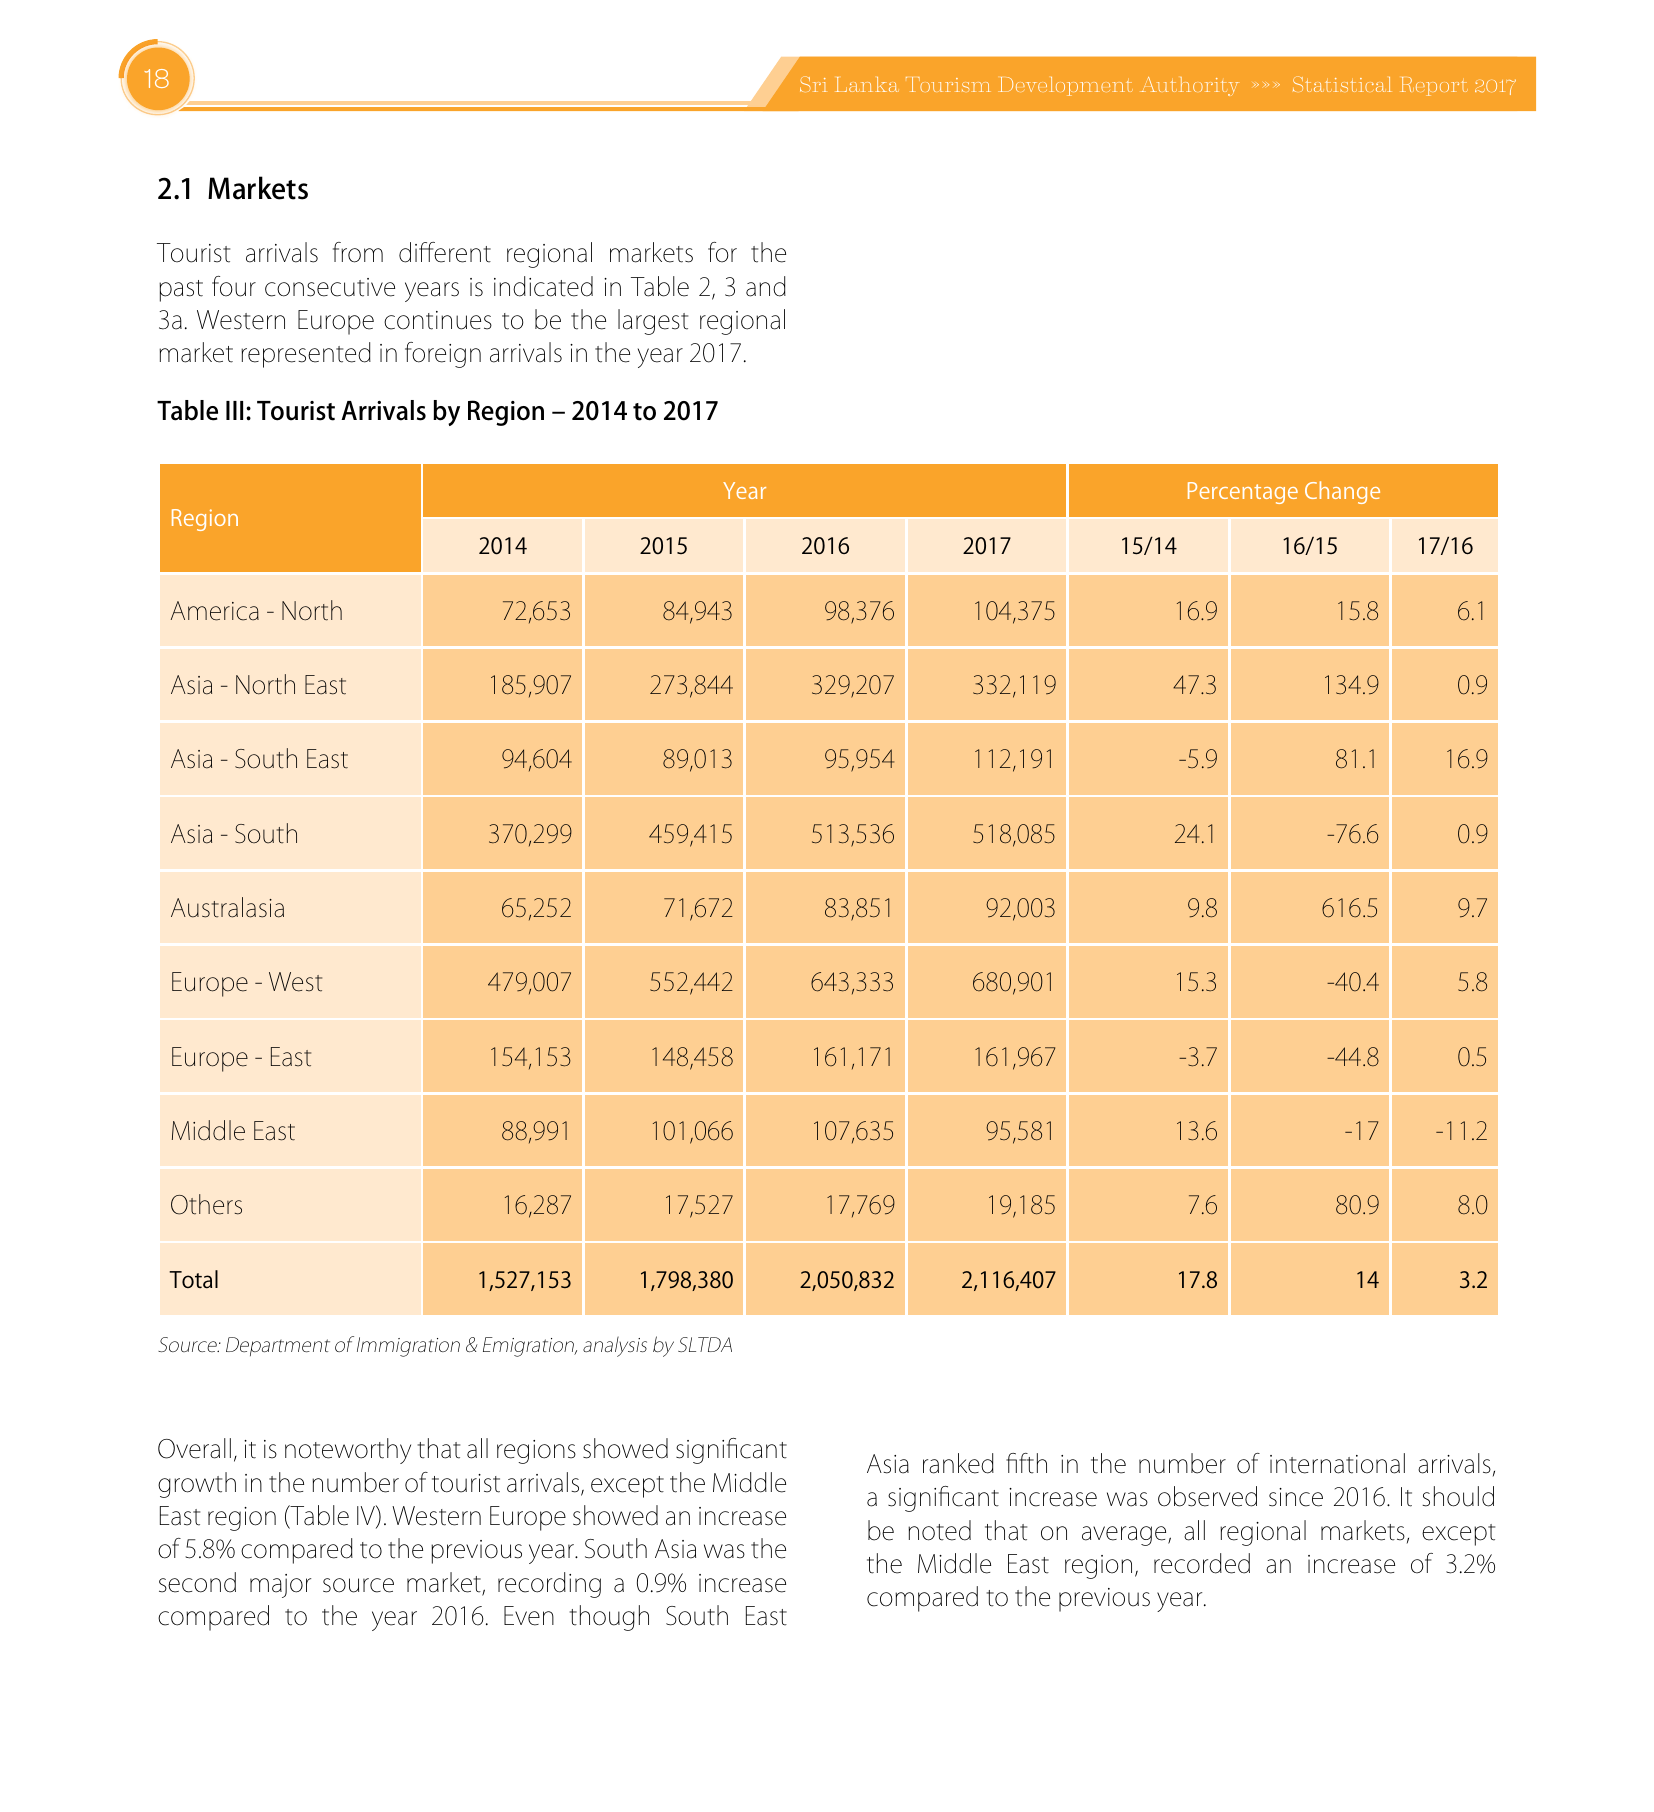 18
Sri Lanka Tourism Development Authority »»» Statistical Report 2017
2.1 Markets
Tourist arrivals from different regional markets for the
past four consecutive years is indicated in Table 2, 3 and
3a. Western Europe continues to be the largest regional
market represented in foreign arrivals in the year 2017.
Table III: Tourist Arrivals by Region – 2014 to 2017
Region Year Percentage Change
2014 2015 2016 2017 15/14 16/15 17/16
America - North 72,653 84,943 98,376 104,375 16.9 15.8 6.1
Asia - North East 185,907 273,844 329,207 332,119 47.3 134.9 0.9
Asia - South East 94,604 89,013 95,954 112,191 -5.9 81.1 16.9
Asia - South 370,299 459,415 513,536 518,085 24.1 -76.6 0.9
Australasia 65,252 71,672 83,851 92,003 9.8 616.5 9.7
Europe - West 479,007 552,442 643,333 680,901 15.3 -40.4 5.8
Europe - East 154,153 148,458 161,171 161,967 -3.7 -44.8 0.5
Middle East 88,991 101,066 107,635 95,581 13.6 -17 -11.2
Others 16,287 17,527 17,769 19,185 7.6 80.9 8.0
Total 1,527,153 1,798,380 2,050,832 2,116,407 17.8 14 3.2
Source: Department of Immigration & Emigration, analysis by SLTDA
Overall, it is noteworthy that all regions showed significant
growth in the number of tourist arrivals, except the Middle
East region (Table IV). Western Europe showed an increase
of 5.8% compared to the previous year. South Asia was the
second major source market, recording a 0.9% increase
compared to the year 2016. Even though South East
Asia ranked fifth in the number of international arrivals,
a significant increase was observed since 2016. It should
be noted that on average, all regional markets, except
the Middle East region, recorded an increase of 3.2%
compared to the previous year.